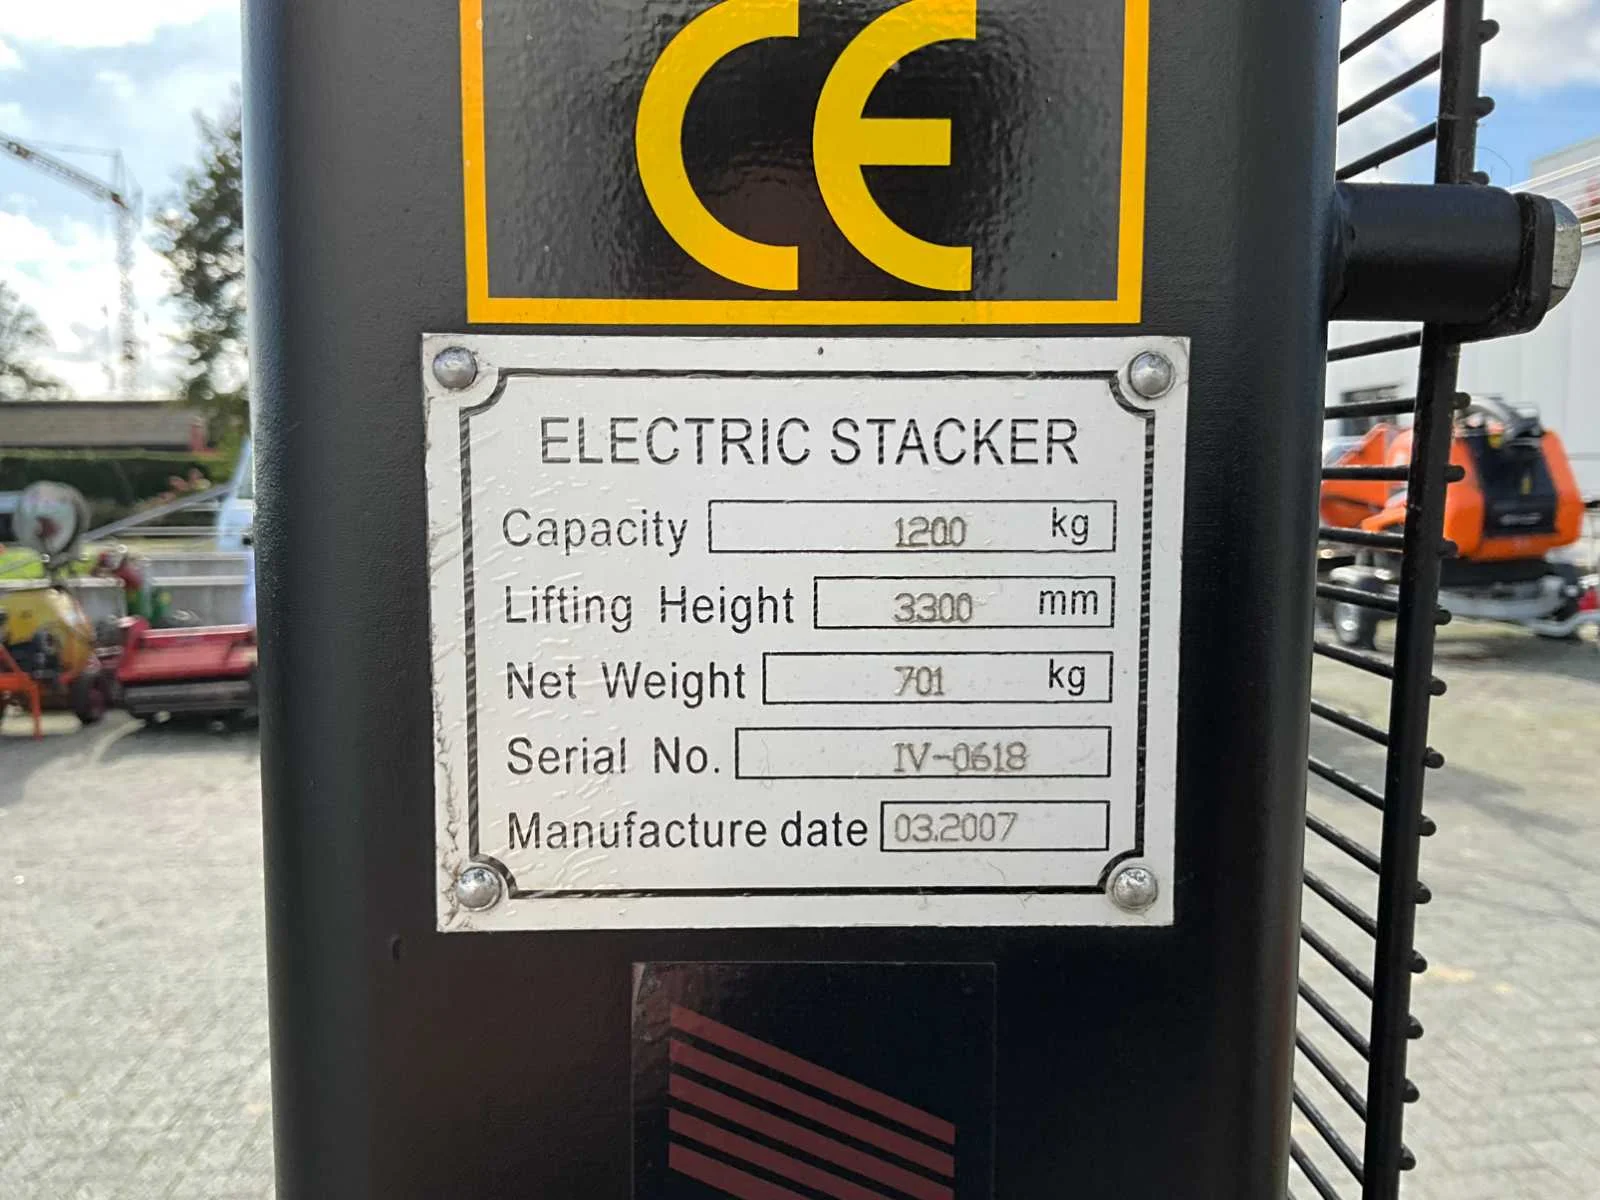 CE
ELECTRIC STACKER
Capacity 1200 kg
Lifting Height 3300 mm
Net Weight 701 kg
Serial No. IV-0618
Manufacture date 03.2007